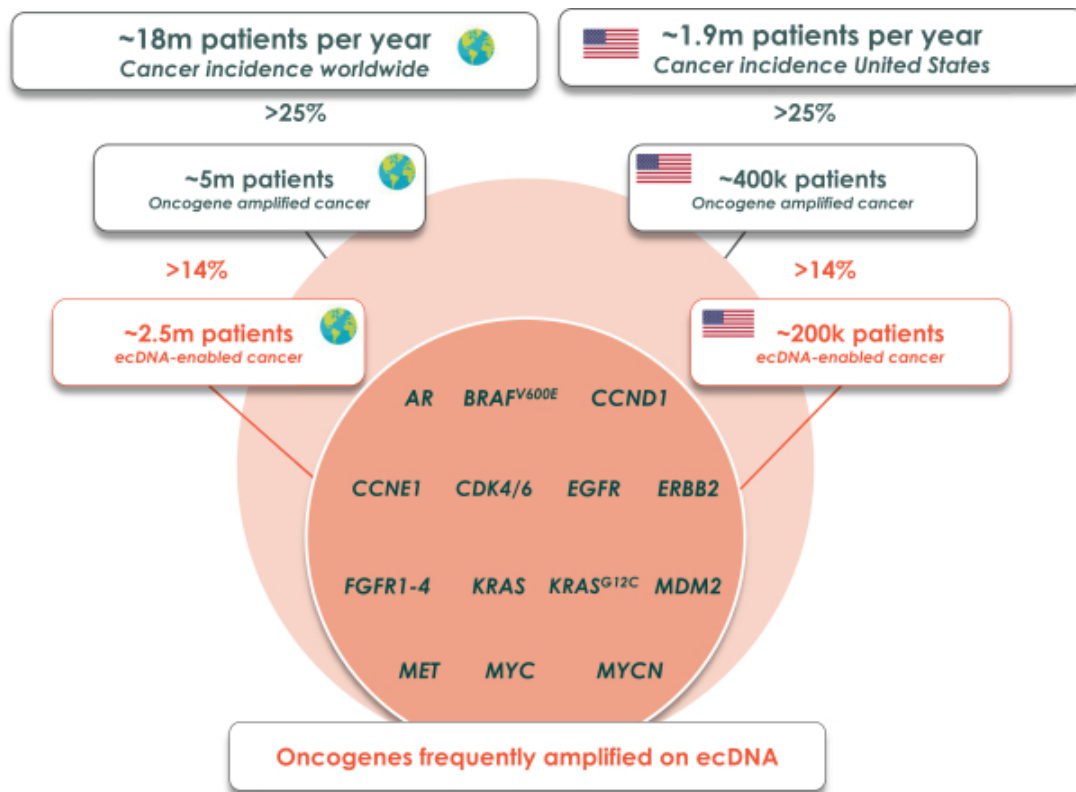 ~18m patients per year
Cancer incidence worldwide
~1.9m patients per year
Cancer incidence United States
>25%
>25%
~5m patients
Oncogene amplified cancer
~400k patients
Oncogene amplified cancer
>14%
>14%
~2.5m patients
ecDNA-enabled cancer
~200k patients
ecDNA-enabled cancer
AR BRAFV600E CCND1
CCNE1 CDK4/6 EGFR ERBB2
FGFR1-4 KRAS KRASG12C MDM2
MET MYC MYCN
Oncogenes frequently amplified on ecDNA